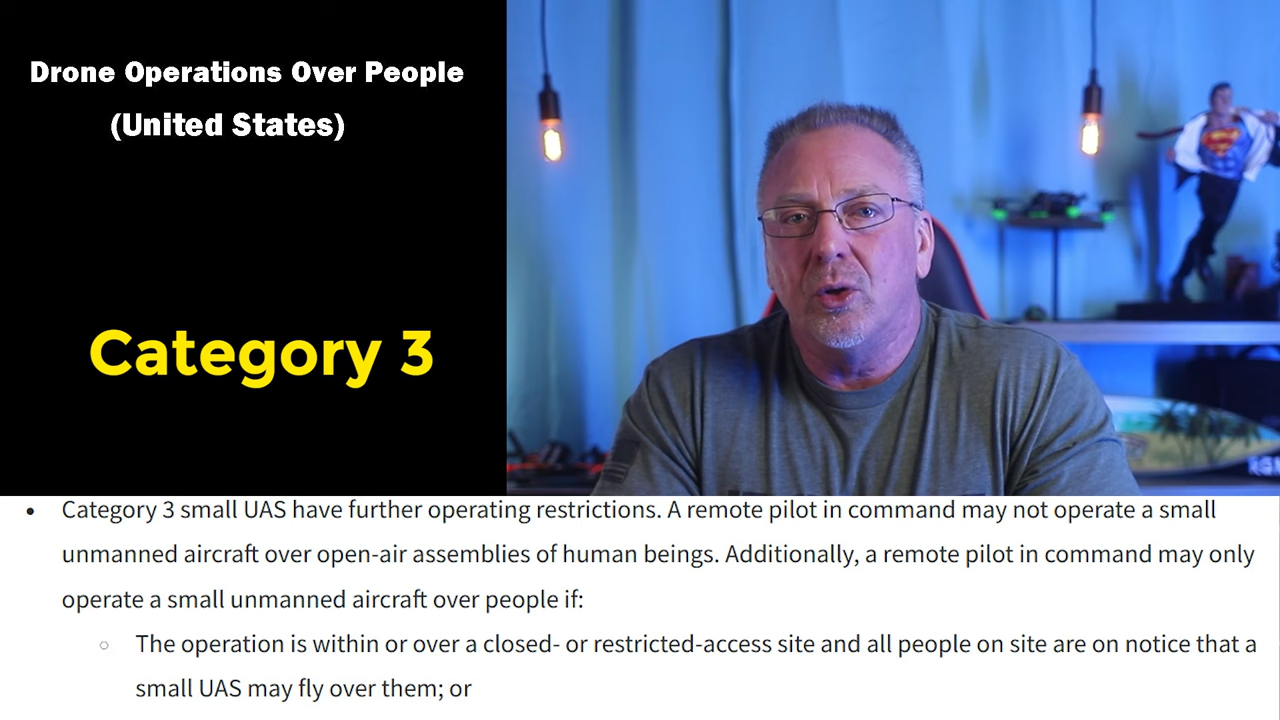 Drone Operations Over People
(United States)
Category 3
• Category 3 small UAS have further operating restrictions. A remote pilot in command may not operate a small
unmanned aircraft over open-air assemblies of human beings. Additionally, a remote pilot in command may only
operate a small unmanned aircraft over people if:
○ The operation is within or over a closed- or restricted-access site and all people on site are on notice that a
small UAS may fly over them; or